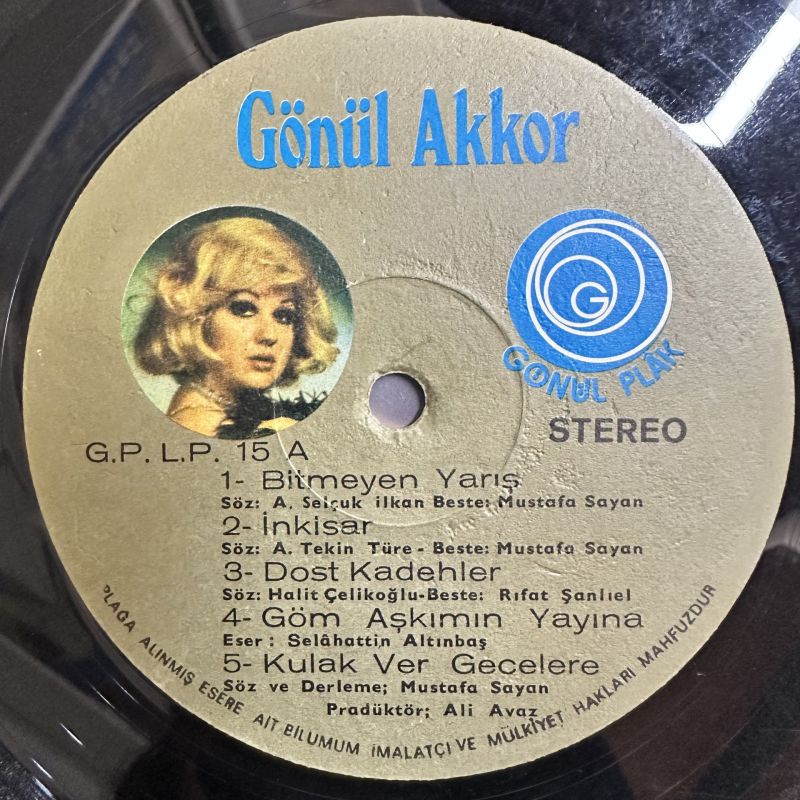 Gönül Akkor
G
GÖNÜL PLÂK
STEREO
G.P. L.P. 15 A
1- Bitmeyen Yarış
Söz: A. Selçuk ilkan Beste: Mustafa Sayan
2- İnkisar
Söz: A. Tekin Türe - Beste: Mustafa Sayan
3- Dost Kadehler
Söz: Halit Çelikoğlu-Beste: Rıfat Şanlıel
4- Göm Aşkımın Yayına
Eser: Selâhattin Altınbaş
5- Kulak Ver Gecelere
Söz ve Derleme; Mustafa Sayan
Pradüktör; Ali Avaz
PLAĞA ALINMIŞ ESERE AIT BİLUMUM İMALATÇI VE MÜLKİYET HAKLARI MAHFUZDUR